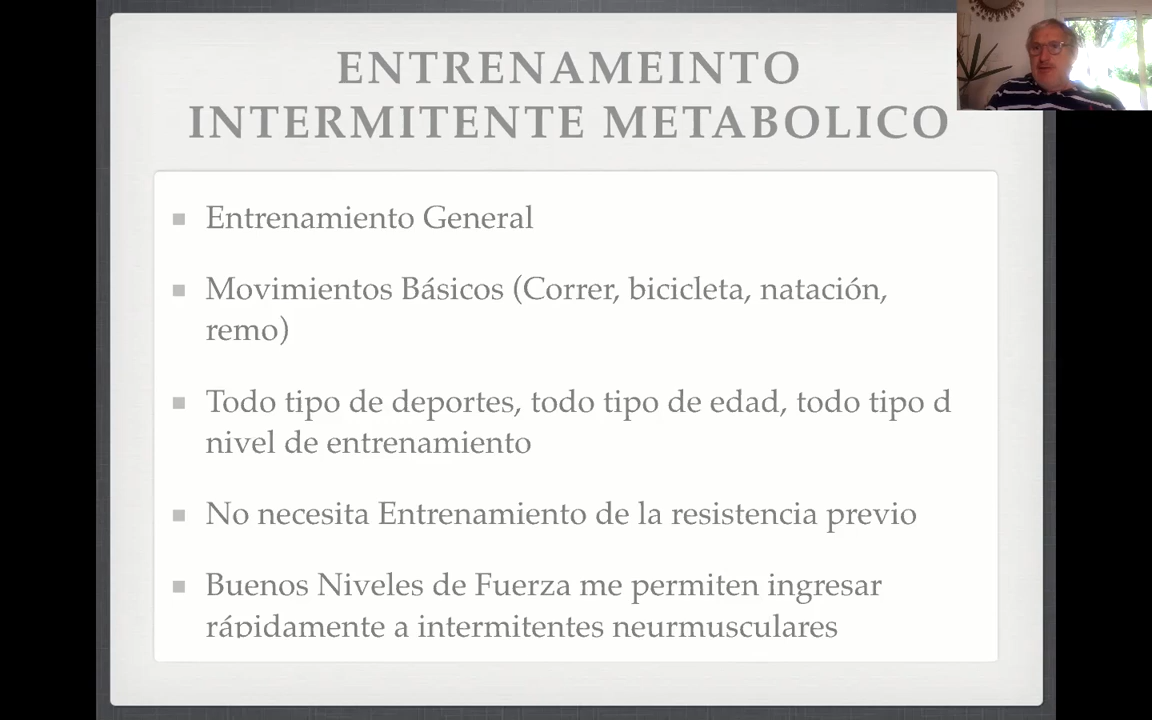 ENTRENAMEINTO
INTERMITENTE METABOLICO
Entrenamiento General
Movimientos Básicos (Correr, bicicleta, natación,
remo)
Todo tipo de deportes, todo tipo de edad, todo tipo d
nivel de entrenamiento
No necesita Entrenamiento de la resistencia previo
Buenos Niveles de Fuerza me permiten ingresar
rápidamente a intermitentes neurmusculares